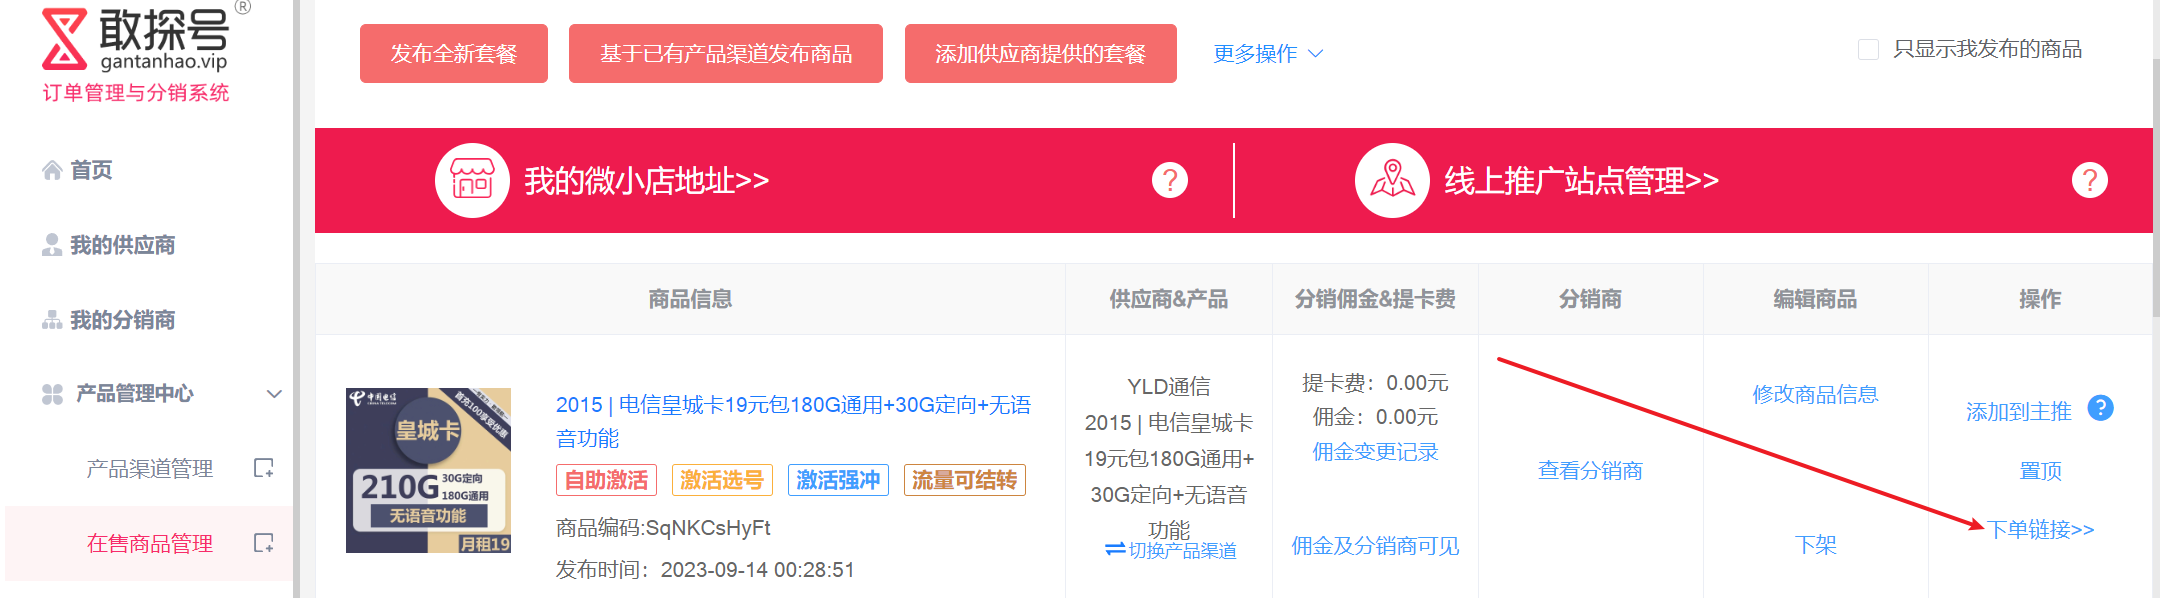 敢探号®
gantanhao.vip
订单管理与分销系统
首页
我的供应商
我的分销商
产品管理中心
产品渠道管理
在售商品管理
发布全新套餐
基于已有产品渠道发布商品
添加供应商提供的套餐
更多操作
只显示我发布的商品
我的微小店地址>>
?
线上推广站点管理>>
?
商品信息
供应商&产品
分销佣金&提卡费
分销商
编辑商品
操作
中国电信
首充100享受优惠
皇城卡
210G
30G定向
180G通用
无语音功能
月租19
2015 | 电信皇城卡19元包180G通用+30G定向+无语
音功能
自助激活
激活选号
激活强冲
流量可结转
商品编码:SqNKCsHyFt
发布时间：2023-09-14 00:28:51
YLD通信
2015 | 电信皇城卡
19元包180G通用+
30G定向+无语音
功能
切换产品渠道
提卡费：0.00元
佣金：0.00元
佣金变更记录
佣金及分销商可见
查看分销商
修改商品信息
下架
添加到主推
?
置顶
下单链接>>